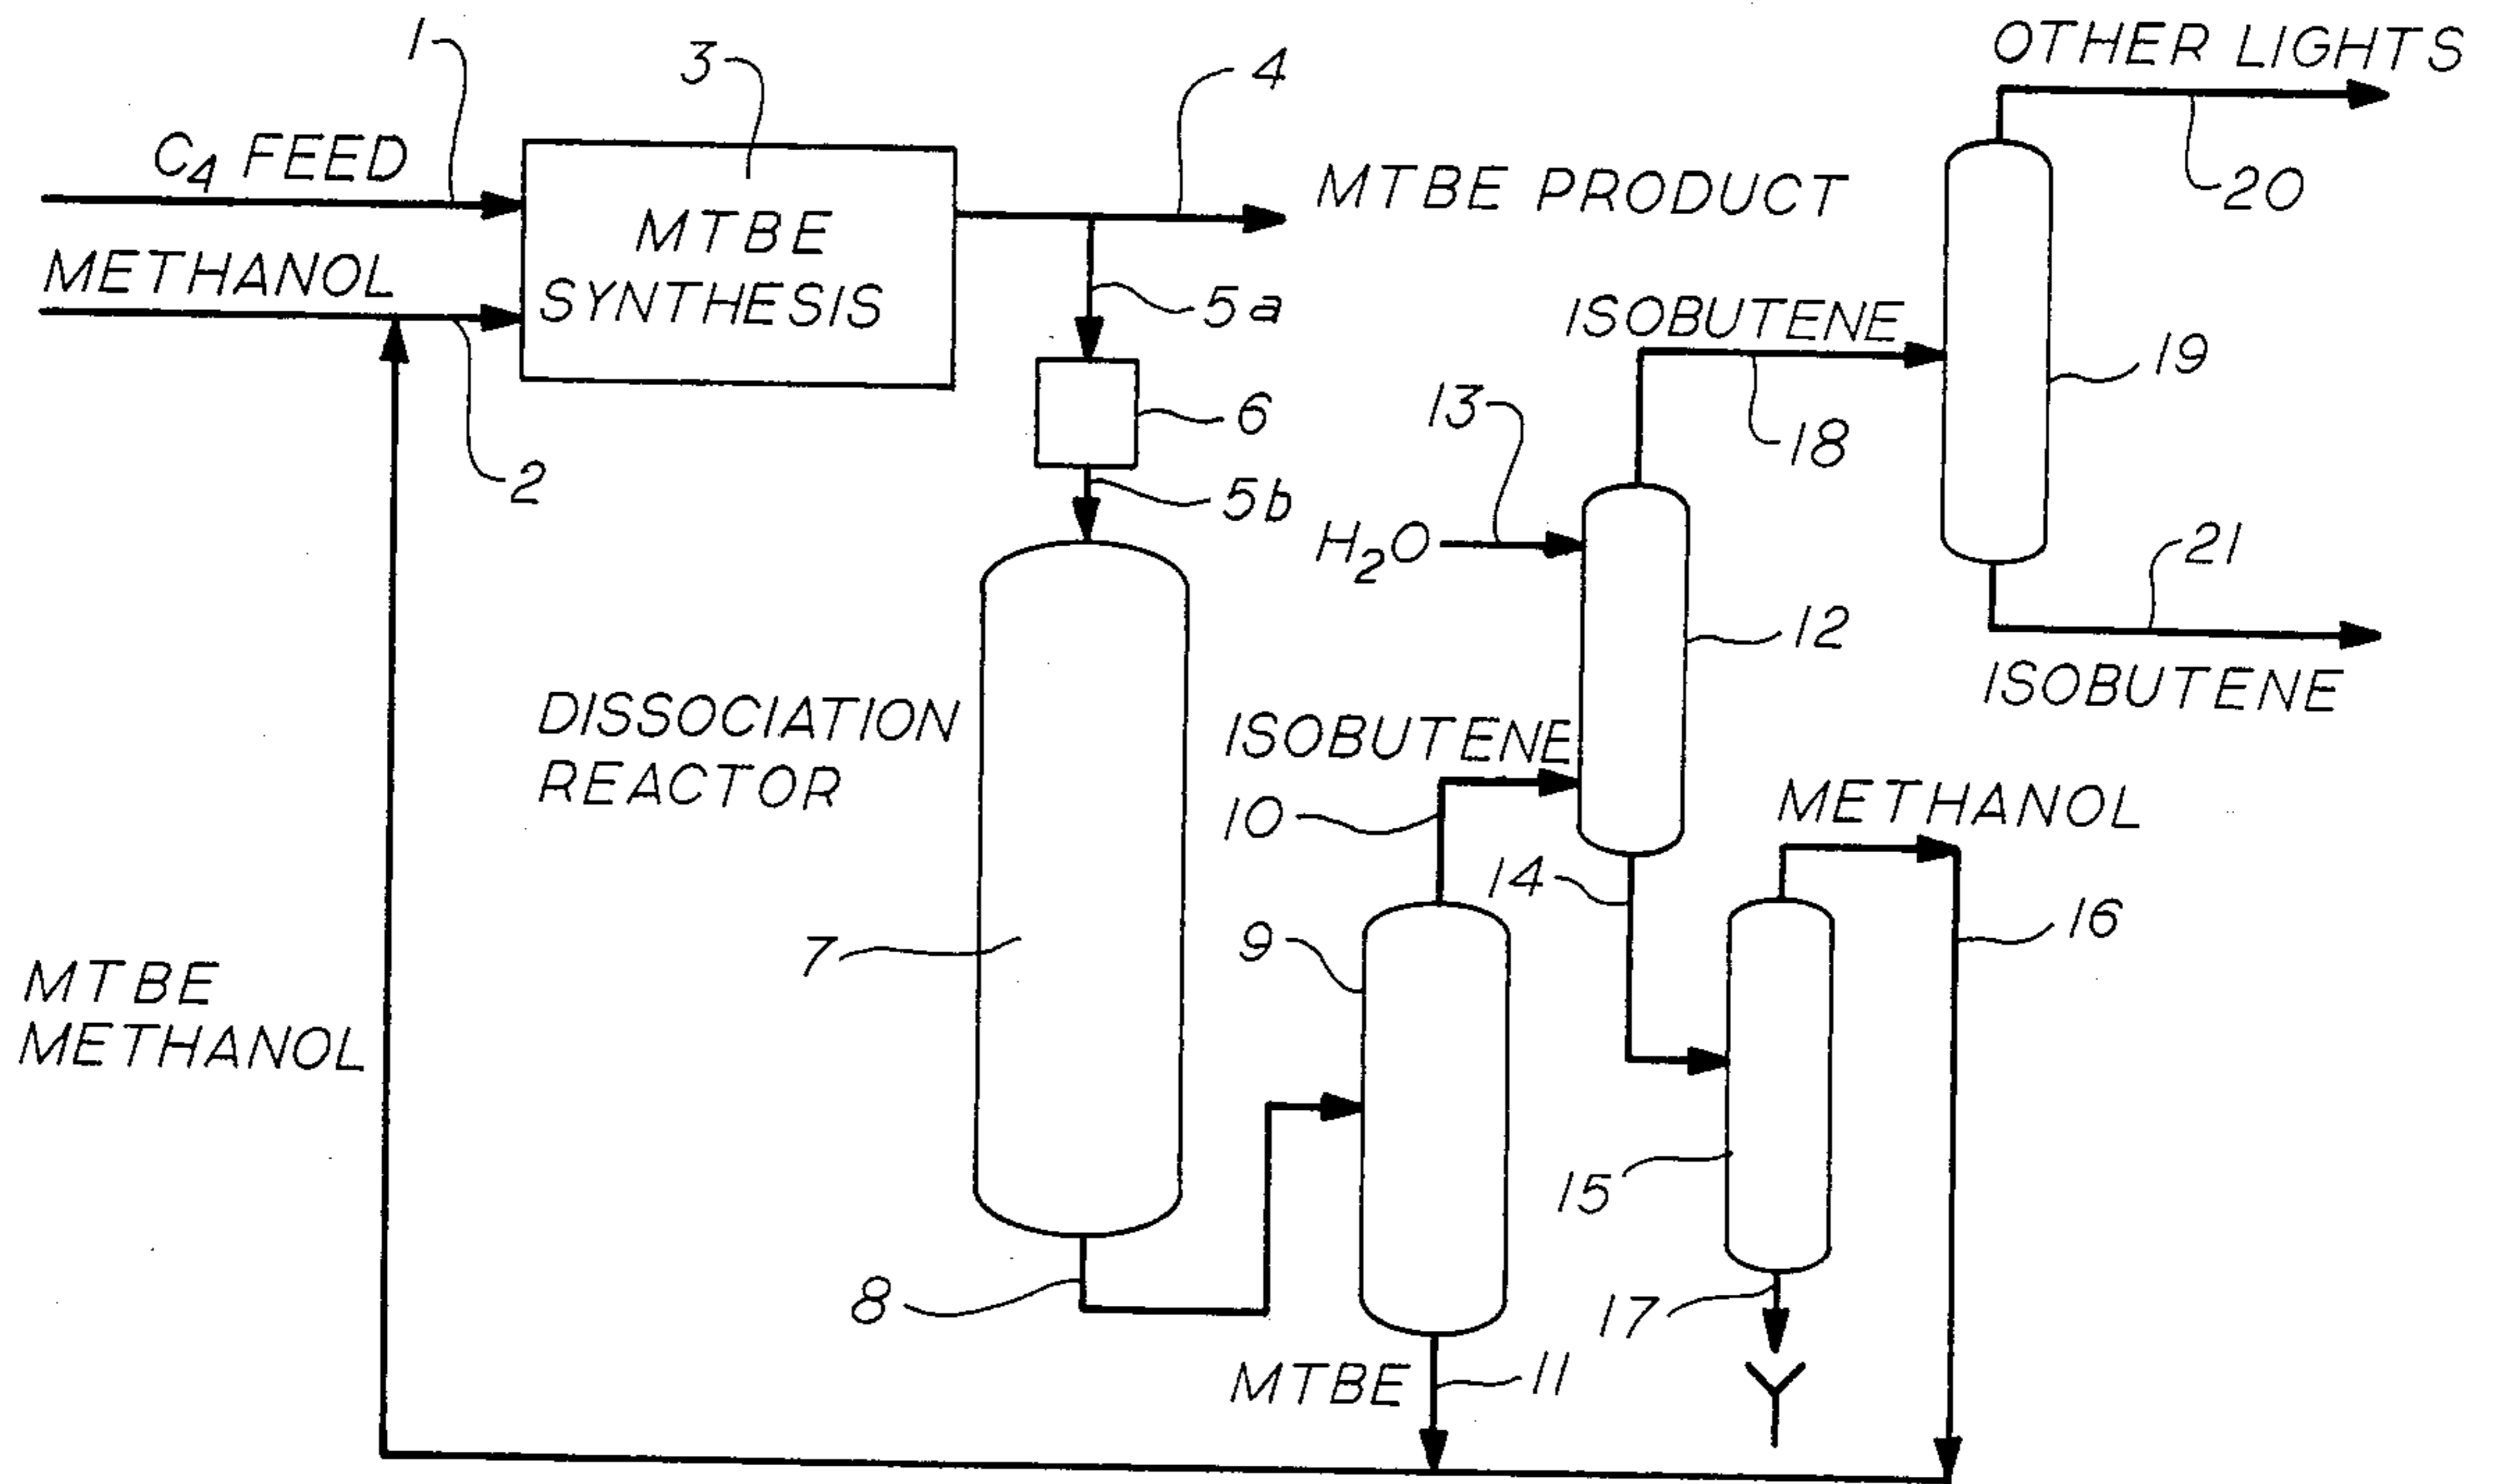 1
3
4
OTHER LIGHTS
C4 FEED
MTBE PRODUCT
20
MTBE
SYNTHESIS
METHANOL
5a
ISOBUTENE
19
6
13
18
2
5b
H2O
21
12
ISOBUTENE
DISSOCIATION
REACTOR
ISOBUTENE
10
METHANOL
14
16
7
9
MTBE
METHANOL
15
8
17
MTBE
11